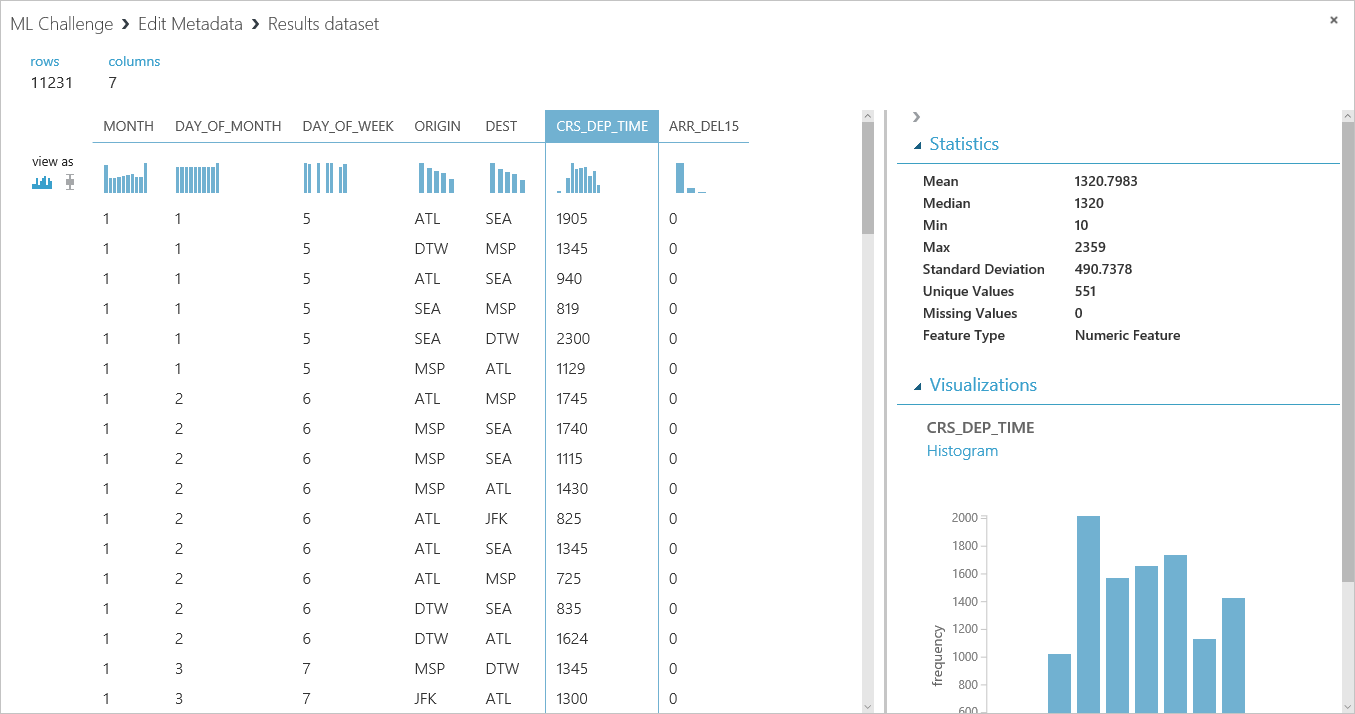 ML Challenge › Edit Metadata › Results dataset ×
rows columns
11231 7
MONTH DAY_OF_MONTH DAY_OF_WEEK ORIGIN DEST CRS_DEP_TIME ARR_DEL15
view as
1 1 5 ATL SEA 1905 0
1 1 5 DTW MSP 1345 0
1 1 5 ATL SEA 940 0
1 1 5 SEA MSP 819 0
1 1 5 SEA DTW 2300 0
1 1 5 MSP ATL 1129 0
1 2 6 ATL MSP 1745 0
1 2 6 MSP SEA 1740 0
1 2 6 MSP SEA 1115 0
1 2 6 MSP ATL 1430 0
1 2 6 ATL JFK 825 0
1 2 6 ATL SEA 1345 0
1 2 6 ATL MSP 725 0
1 2 6 DTW SEA 835 0
1 2 6 DTW ATL 1624 0
1 3 7 MSP DTW 1345 0
1 3 7 JFK ATL 1300 0
Statistics
Mean 1320.7983
Median 1320
Min 10
Max 2359
Standard Deviation 490.7378
Unique Values 551
Missing Values 0
Feature Type Numeric Feature
Visualizations
CRS_DEP_TIME
Histogram
frequency
2000
1800
1600
1400
1200
1000
800
600